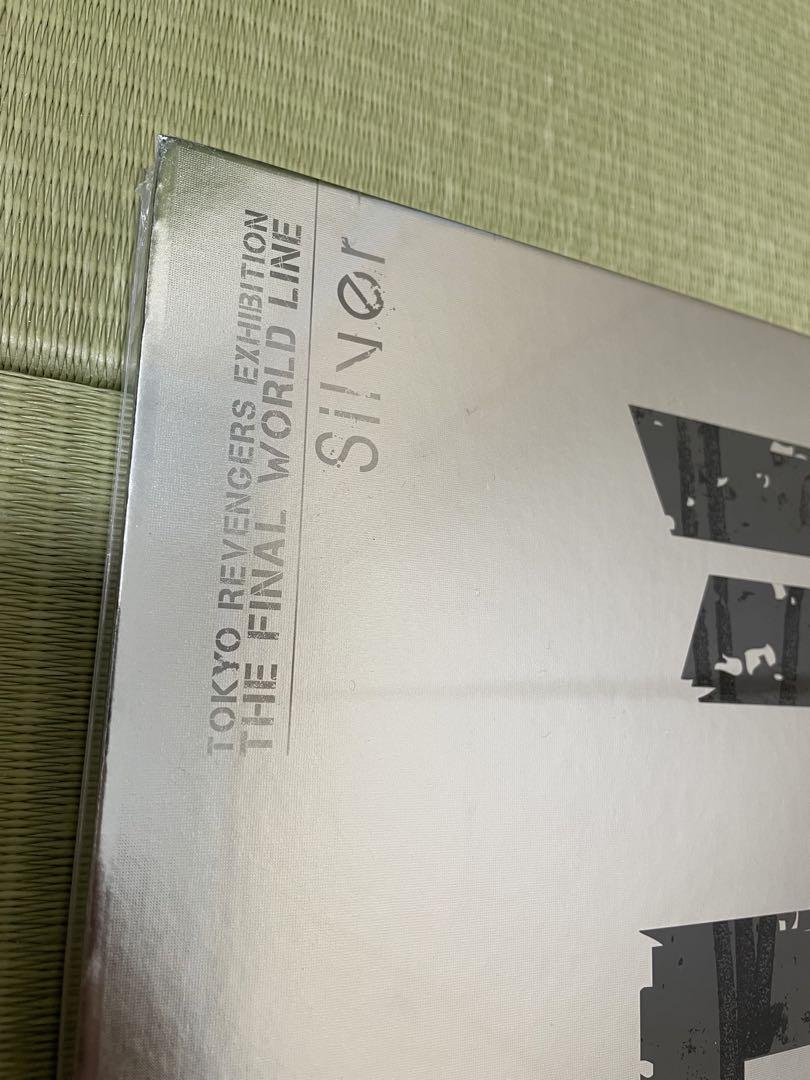 TOKYO REVENGERS EXHIBITION
THE FINAL WORLD LINE
Silver